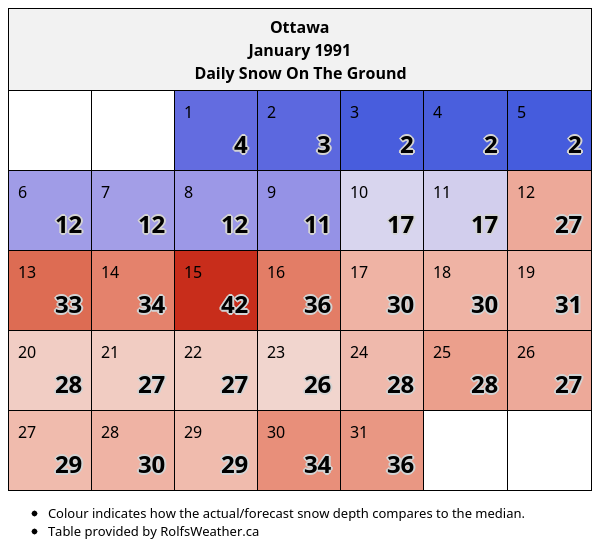 Ottawa
January 1991
Daily Snow On The Ground
1 2 3 4 5
4 3 2 2 2
6 7 8 9 10 11 12
12 12 12 11 17 17 27
13 14 15 16 17 18 19
33 34 42 36 30 30 31
20 21 22 23 24 25 26
28 27 27 26 28 28 27
27 28 29 30 31
29 30 29 34 36
• Colour indicates how the actual/forecast snow depth compares to the median.
• Table provided by RolfsWeather.ca